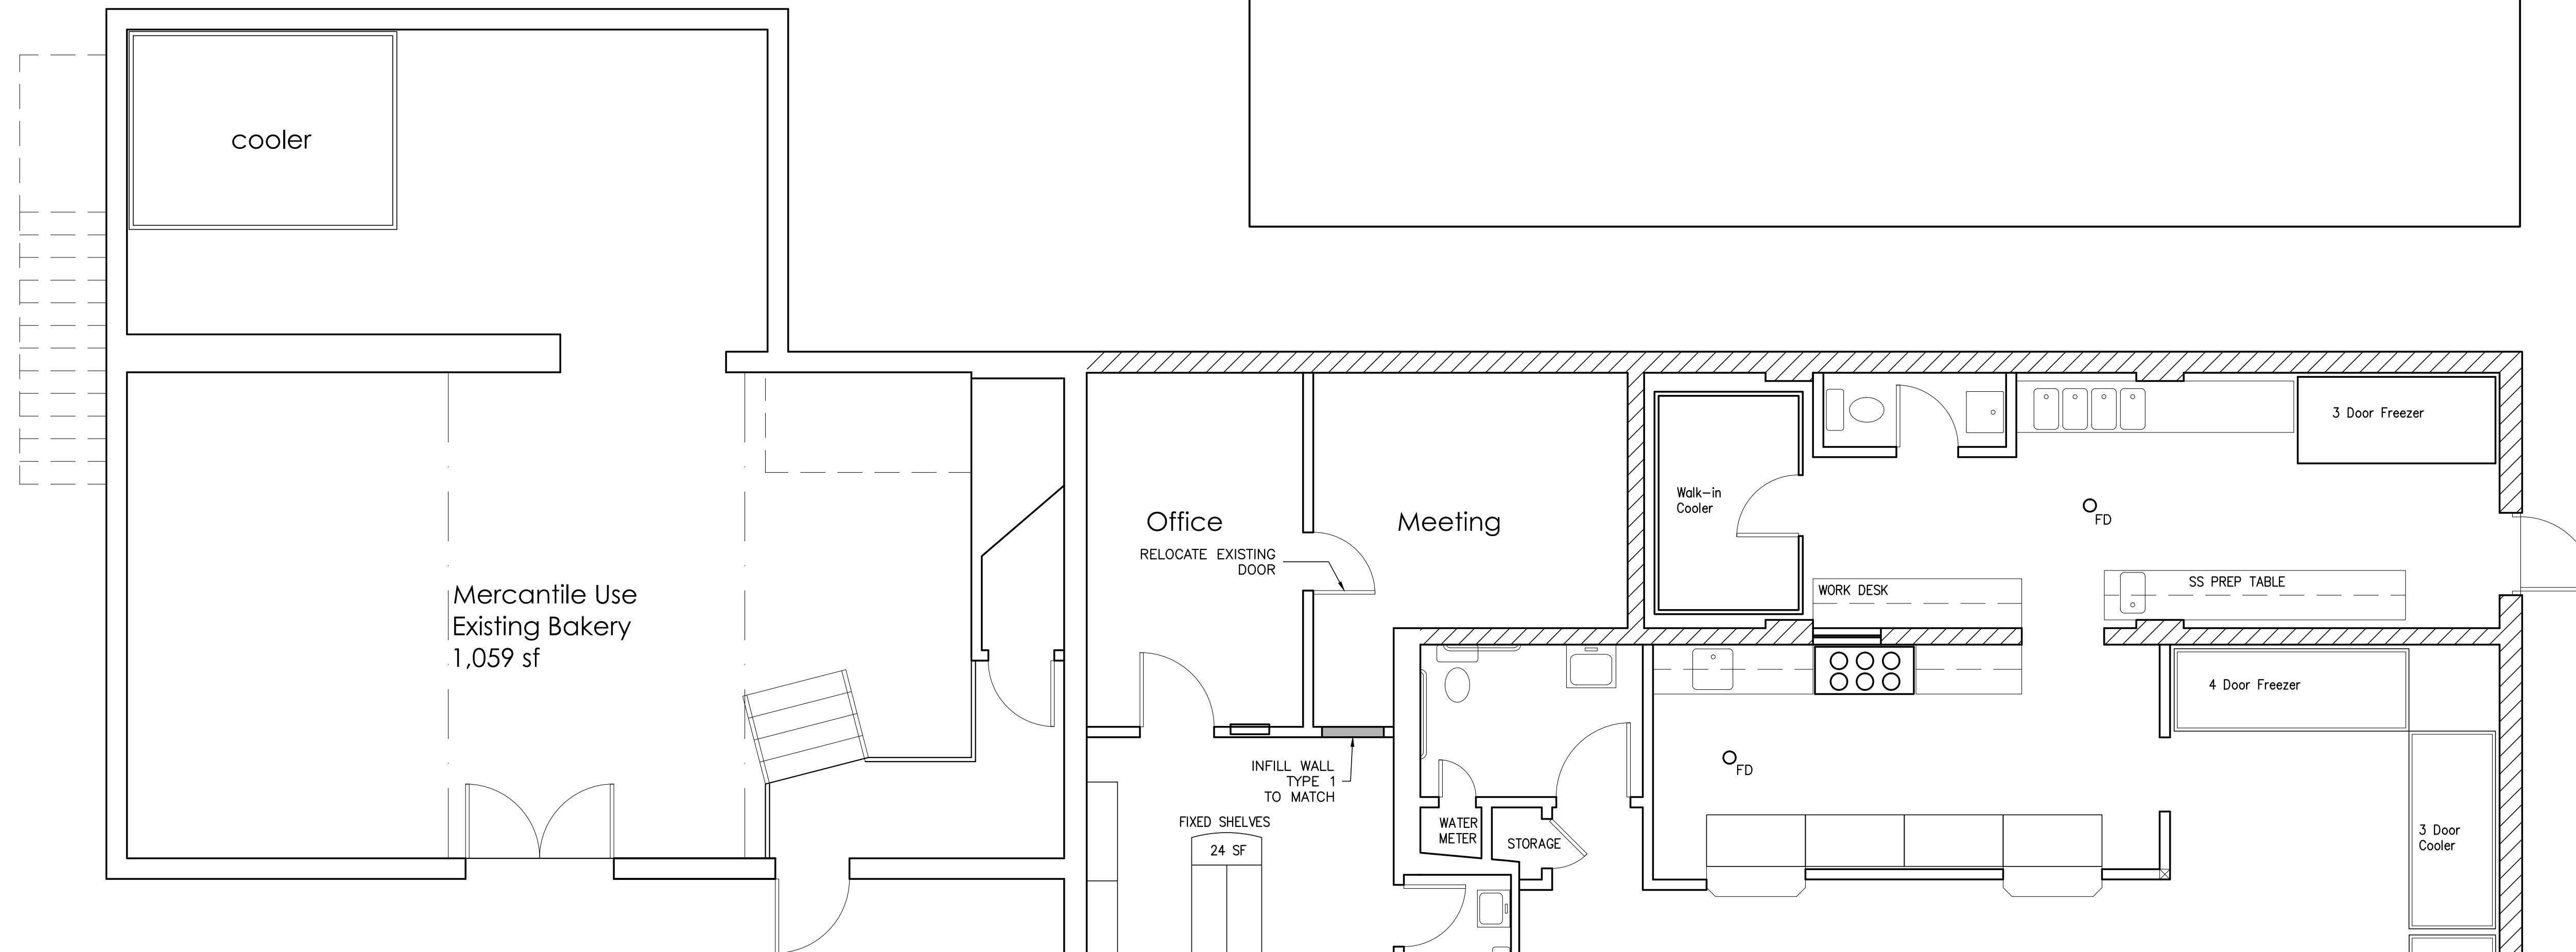 cooler
3 Door Freezer
Walk-in
Cooler
Office
Meeting
FD
RELOCATE EXISTING
DOOR
WORK DESK
SS PREP TABLE
Mercantile Use
Existing Bakery
1,059 sf
4 Door Freezer
INFILL WALL
TYPE 1
TO MATCH
FD
FIXED SHELVES
24 SF
WATER
METER
STORAGE
3 Door
Cooler